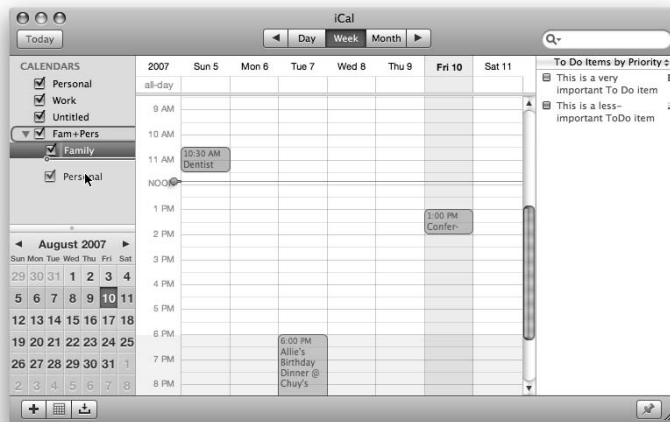 iCal
Today
Day Week Month
CALENDARS
Personal
Work
Untitled
Fam+Pers
Family
Personal
2007 Sun 5 Mon 6 Tue 7 Wed 8 Thu 9 Fri 10 Sat 11
all-day
9 AM
10 AM
11 AM
NOON
1 PM
2 PM
3 PM
4 PM
5 PM
6 PM
7 PM
8 PM
10:30 AM
Dentist
1:00 PM
Confer-
6:00 PM
Allie's
Birthday
Dinner @
Chuy's
To Do Items by Priority
This is a very
important To Do item
This is a less-
important ToDo item
August 2007
Sun Mon Tue Wed Thu Fri Sat
29 30 31 1 2 3 4
5 6 7 8 9 10 11
12 13 14 15 16 17 18
19 20 21 22 23 24 25
26 27 28 29 30 31 1
2 3 4 5 6 7 8